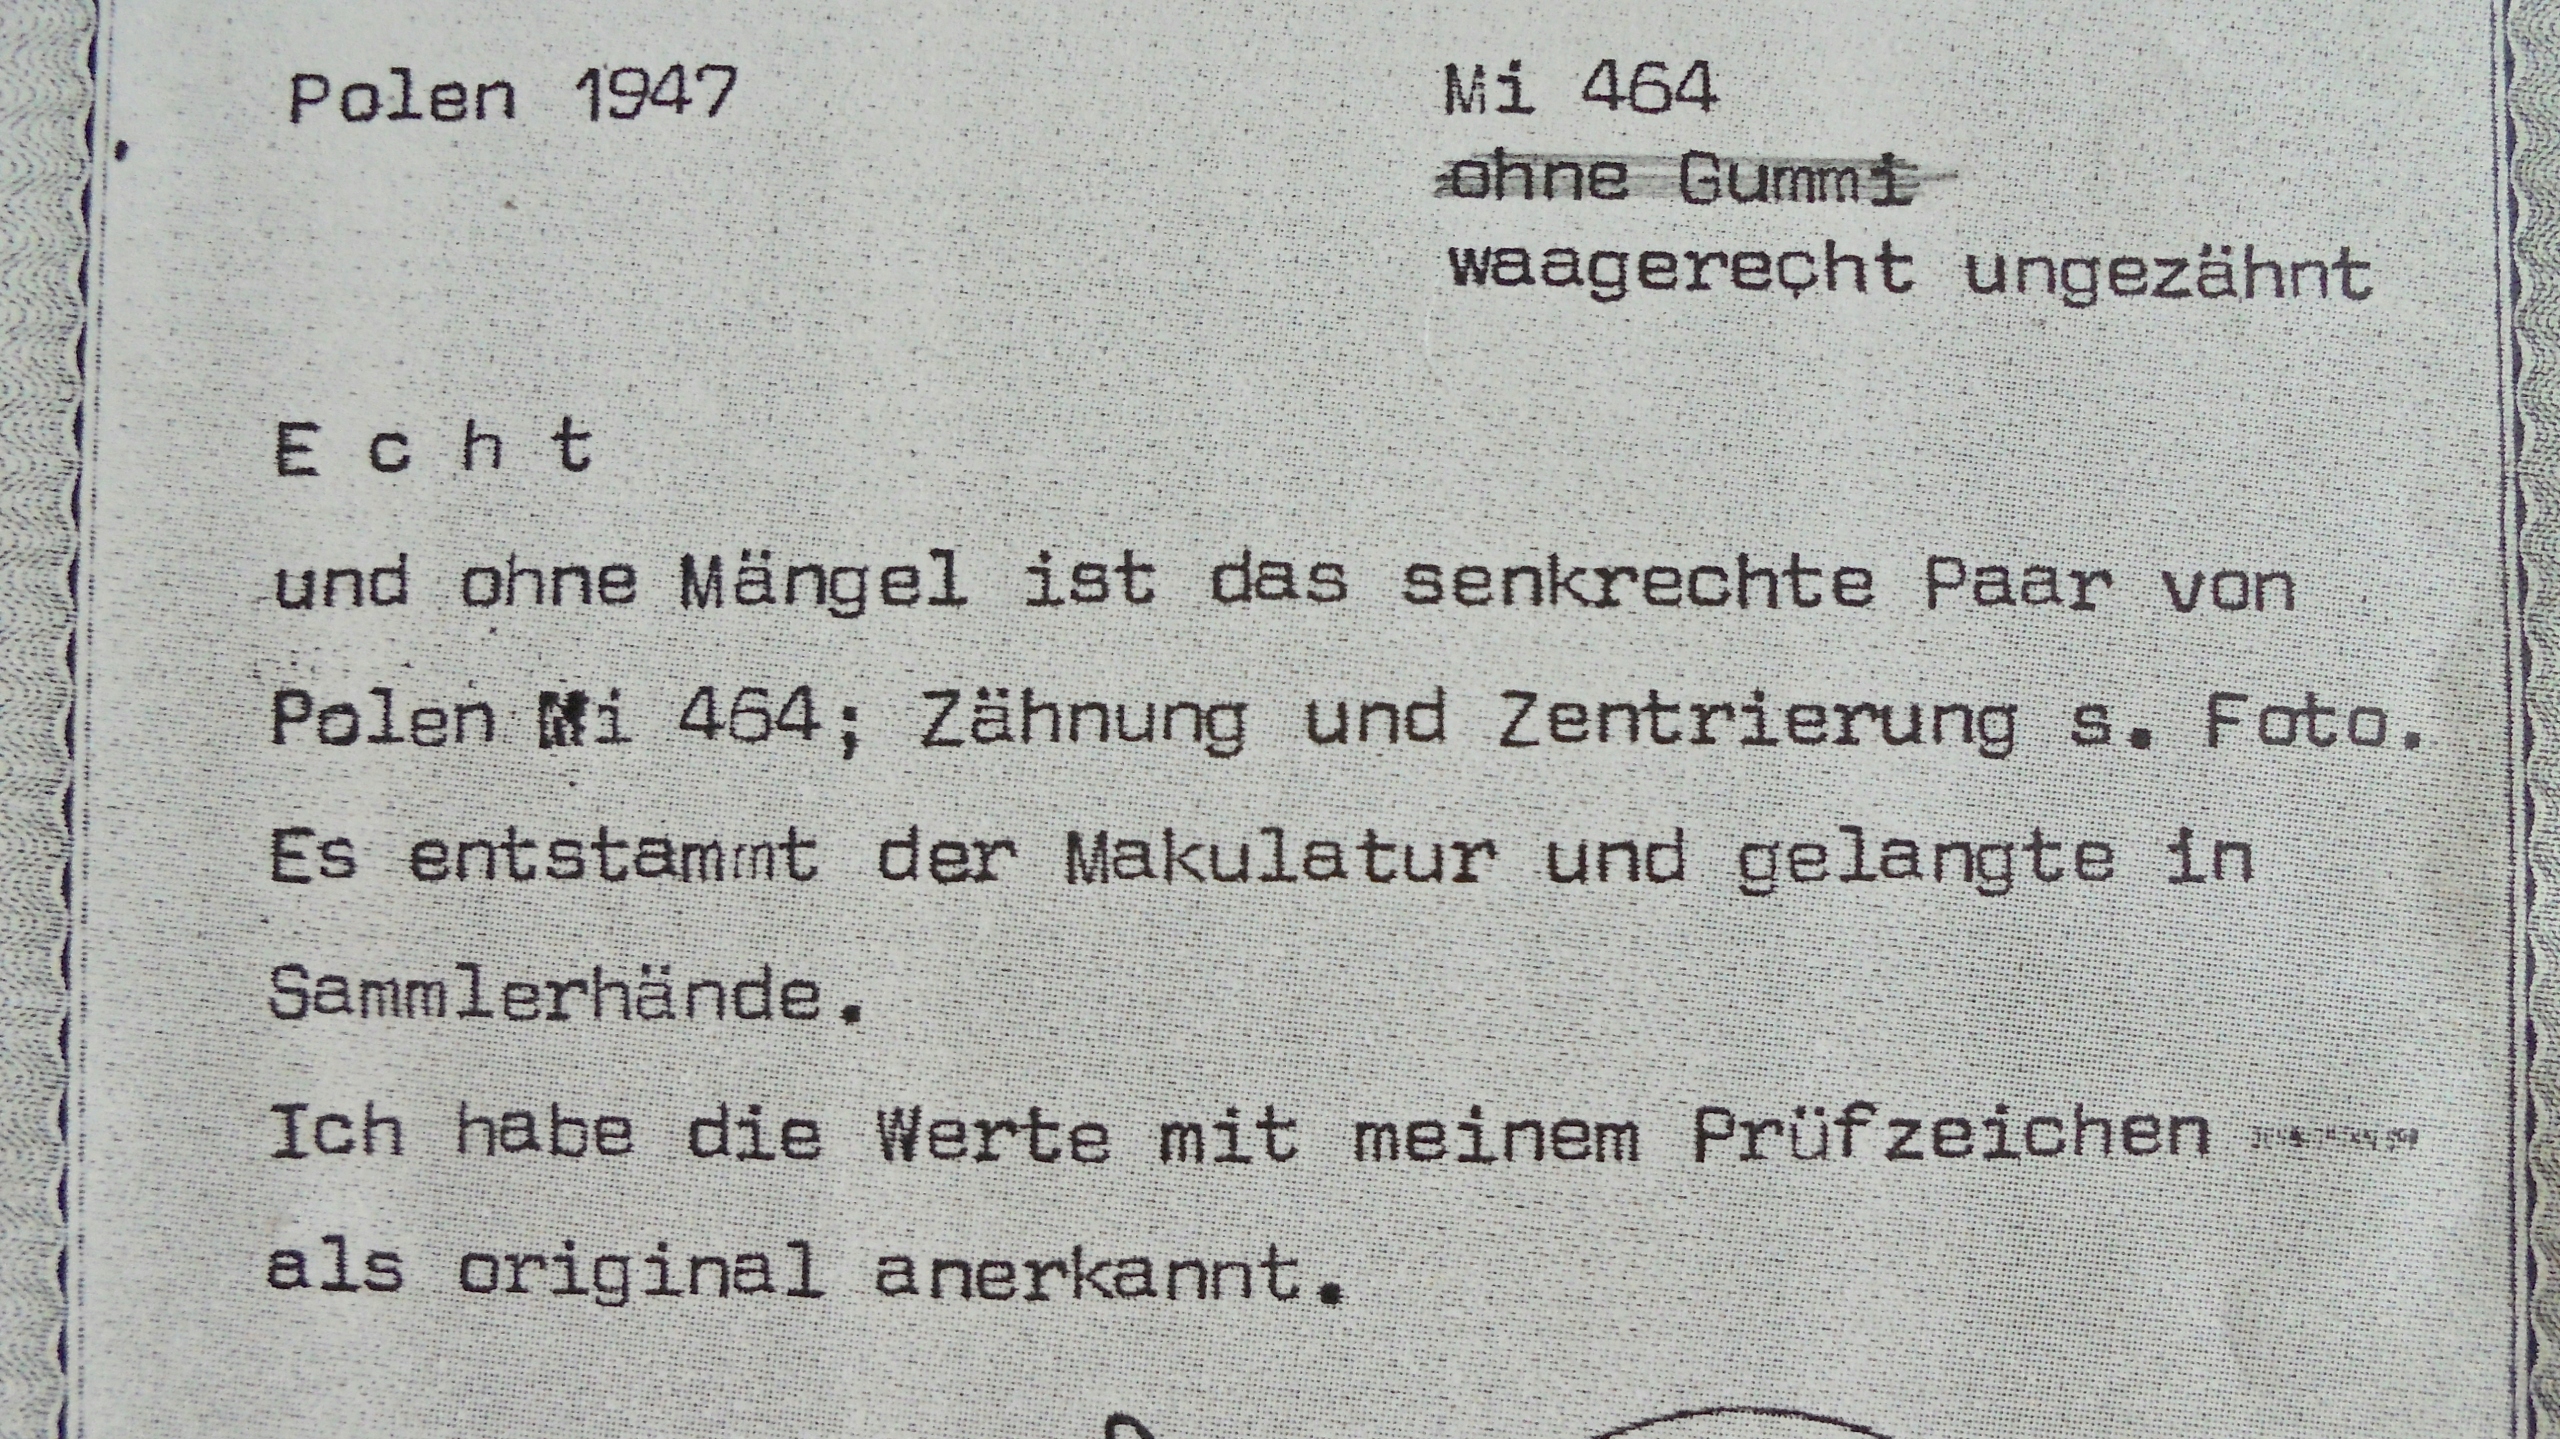 Polen 1947 Mi 464
ohne Gummi
waagerecht ungezähnt
E c h t
und ohne Mängel ist das senkrechte Paar von
Polen Mi 464; Zähnung und Zentrierung s. Foto.
Es entstammt der Makulatur und gelangte in
Sammlerhände.
Ich habe die Werte mit meinem Prüfzeichen
als original anerkannt.